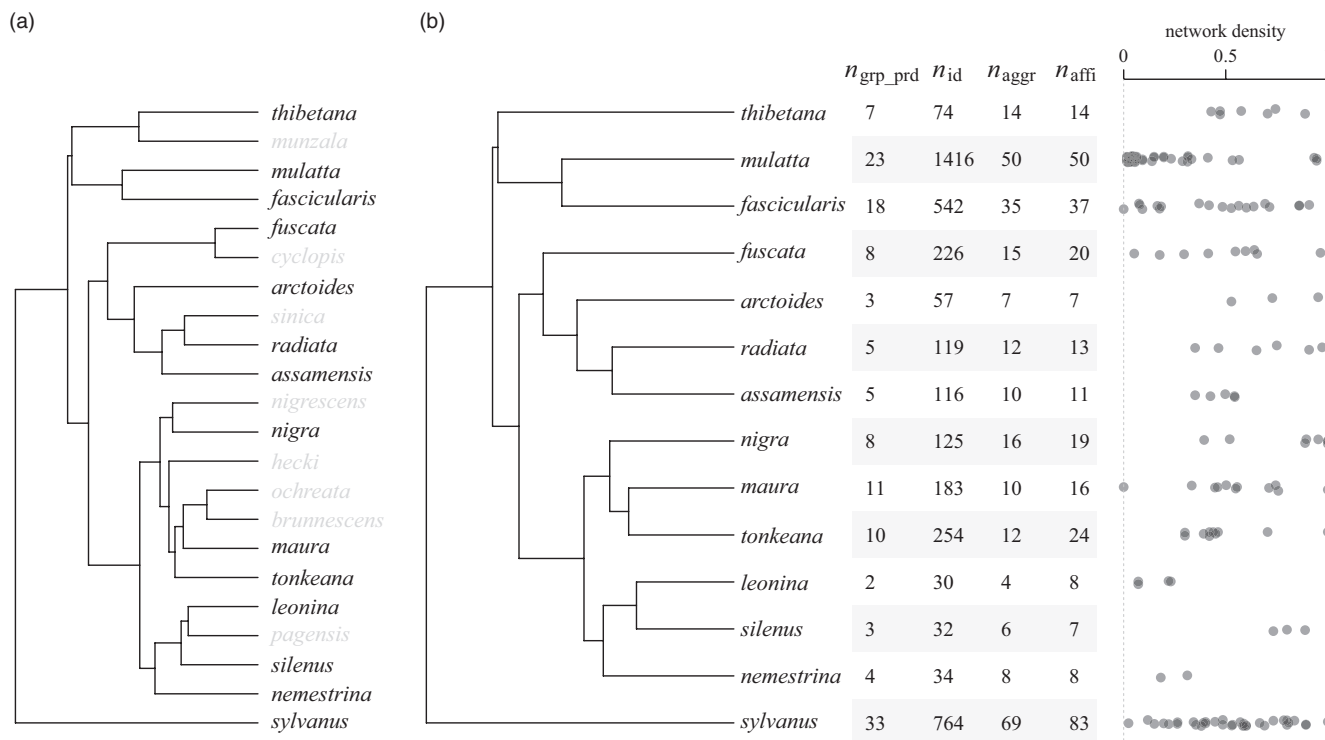 (a)
thibetana
munzala
mulatta
fascicularis
fuscata
cyclopis
arctoides
sinica
radiata
assamensis
nigrescens
nigra
hecki
ochreata
brunnescens
maura
tonkeana
leonina
pagensis
silenus
nemestrina
sylvanus
(b)
network density
0 0.5
n_grp_prd n_id n_aggr n_affi
thibetana 7 74 14 14
mulatta 23 1416 50 50
fascicularis 18 542 35 37
fuscata 8 226 15 20
arctoides 3 57 7 7
radiata 5 119 12 13
assamensis 5 116 10 11
nigra 8 125 16 19
maura 11 183 10 16
tonkeana 10 254 12 24
leonina 2 30 4 8
silenus 3 32 6 7
nemestrina 4 34 8 8
sylvanus 33 764 69 83